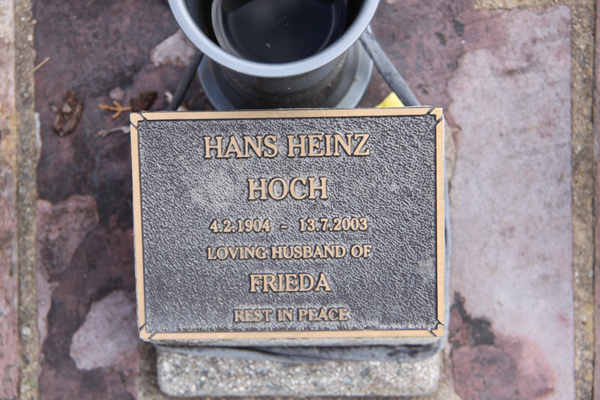 HANS HEINZ
HOCH
4.2.1904 ~ 13.7.2003
LOVING HUSBAND OF
FRIEDA
REST IN PEACE